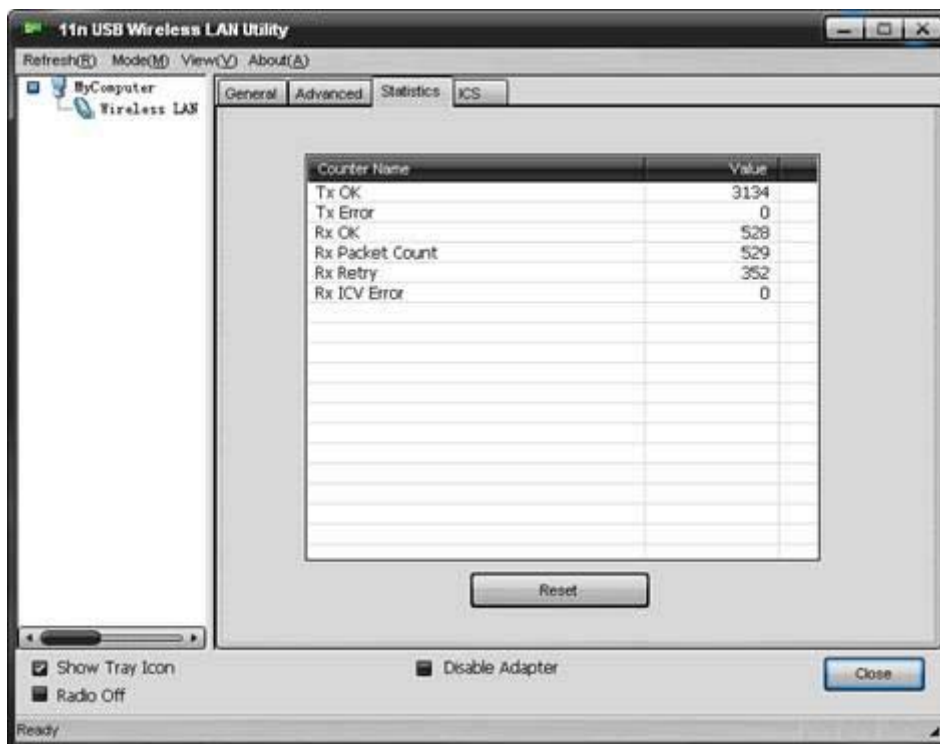 11n USB Wireless LAN Utility
Refresh(R) Mode(M) View(V) About(A)
MyComputer
Wireless LAN
General Advanced Statistics ICS
Counter Name Value
Tx OK 3134
Tx Error 0
Rx OK 528
Rx Packet Count 529
Rx Retry 352
Rx ICV Error 0
Reset
Show Tray Icon Disable Adapter Close
Radio Off
Ready